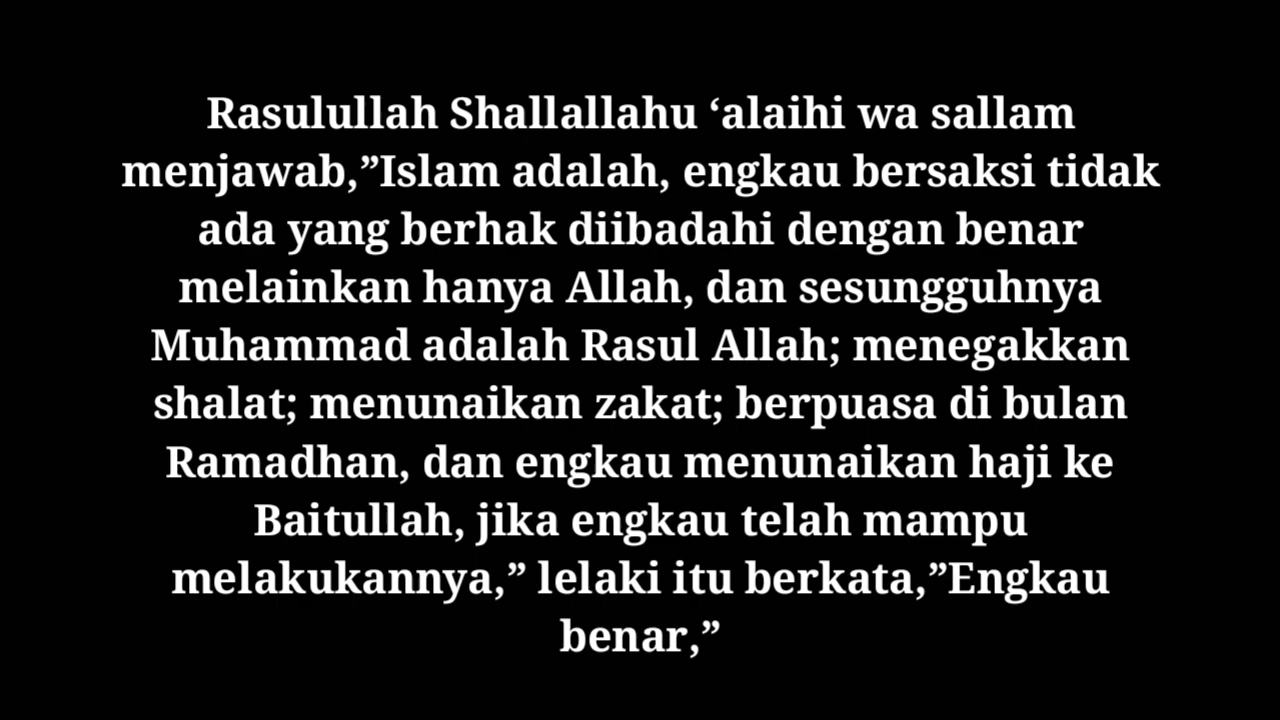 Rasulullah Shallallahu ‘alaihi wa sallam
menjawab,”Islam adalah, engkau bersaksi tidak
ada yang berhak diibadahi dengan benar
melainkan hanya Allah, dan sesungguhnya
Muhammad adalah Rasul Allah; menegakkan
shalat; menunaikan zakat; berpuasa di bulan
Ramadhan, dan engkau menunaikan haji ke
Baitullah, jika engkau telah mampu
melakukannya,” lelaki itu berkata,”Engkau
benar,”